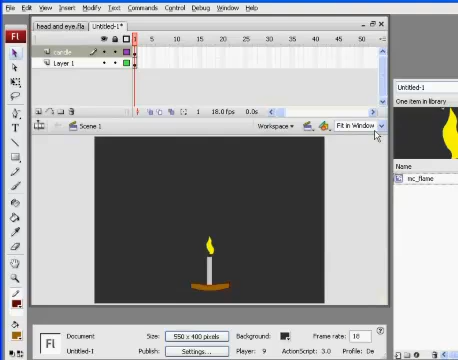 File Edit View Insert Modify Text Commands Control Debug Window Help
Fl
head and eye.fla Untitled-1*
1 5 10 15 20 25 30 35 40 45 50
candle
Layer 1
1 18.0 fps 0.0s
Scene 1 Workspace Fit in Window
Untitled-1
One item in library
Name
mc_flame
Fl Document Size: 550 x 400 pixels Background: Frame rate: 18
Untitled-1 Publish: Settings... Player: 9 ActionScript: 3.0 Profile: De